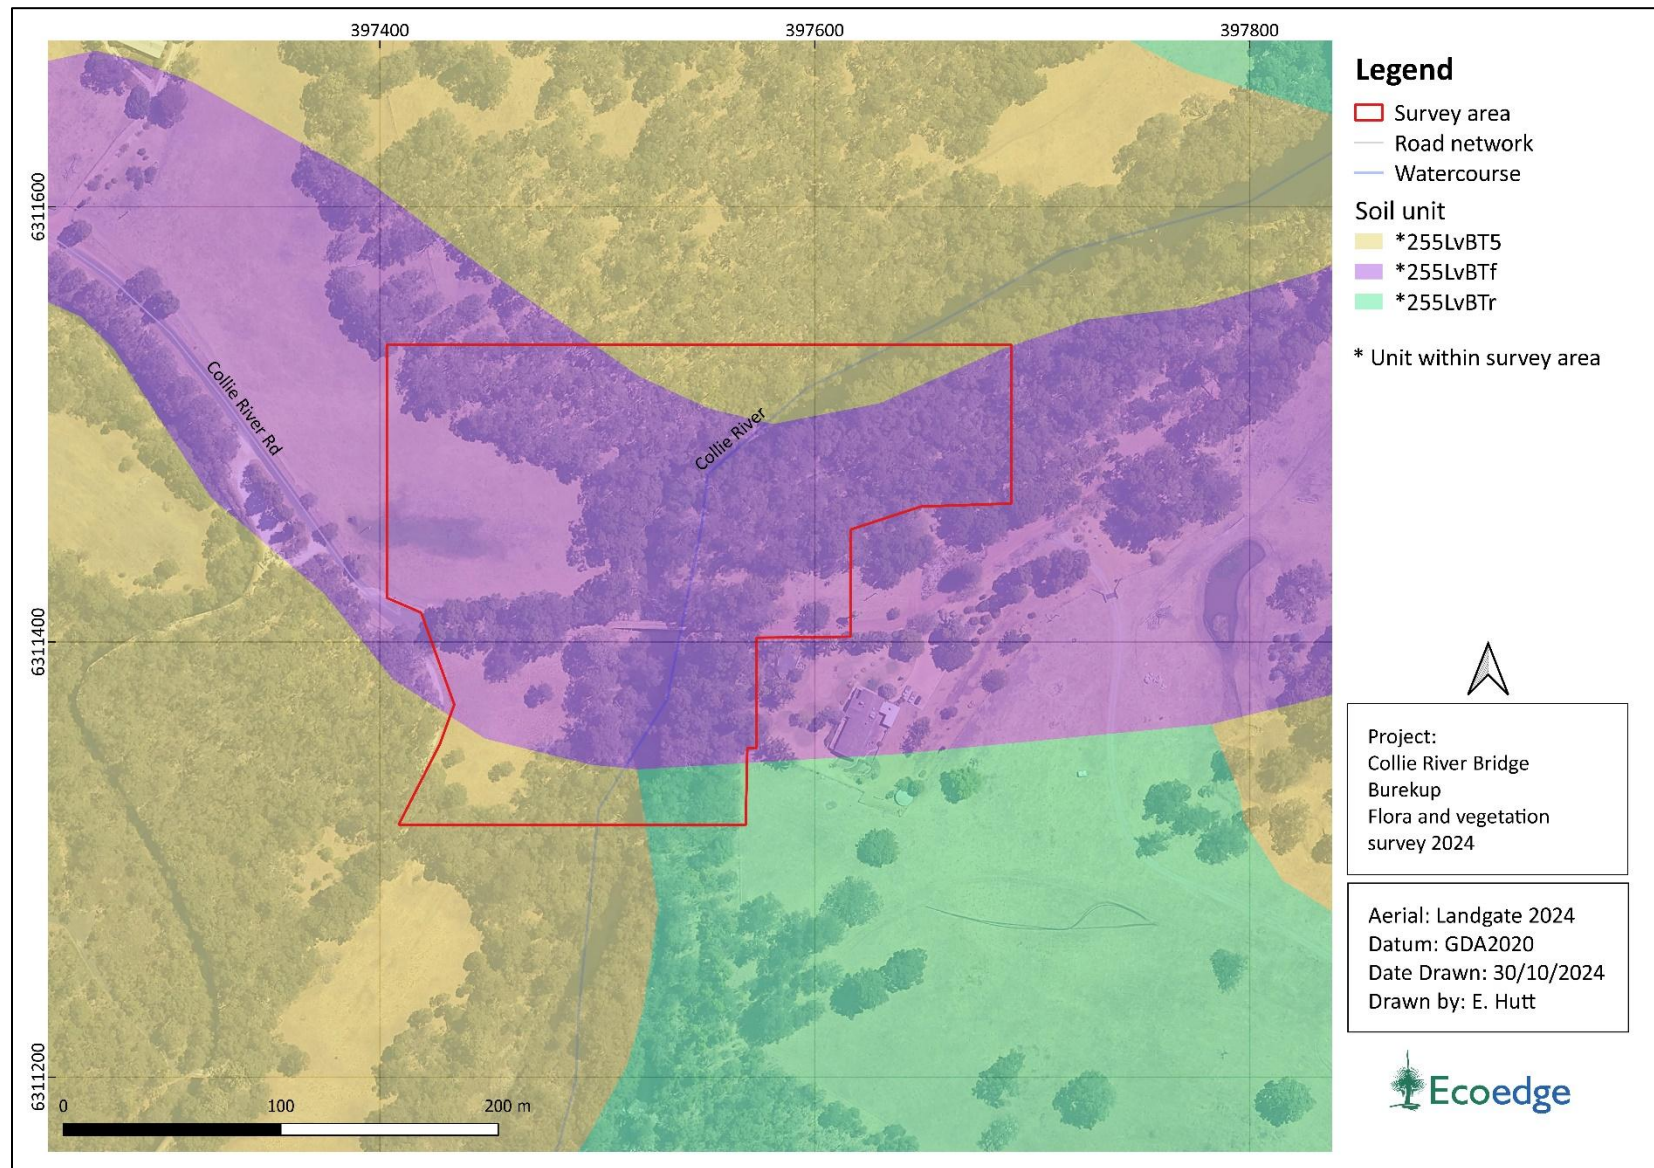 397400
397600
397800
6311600
6311400
6311200
Collie River Rd
Collie River
0
100
200 m
Legend
Survey area
Road network
Watercourse
Soil unit
*255LvBT5
*255LvBTf
*255LvBTr
* Unit within survey area
Project:
Collie River Bridge
Burekup
Flora and vegetation
survey 2024
Aerial: Landgate 2024
Datum: GDA2020
Date Drawn: 30/10/2024
Drawn by: E. Hutt
Ecoedge